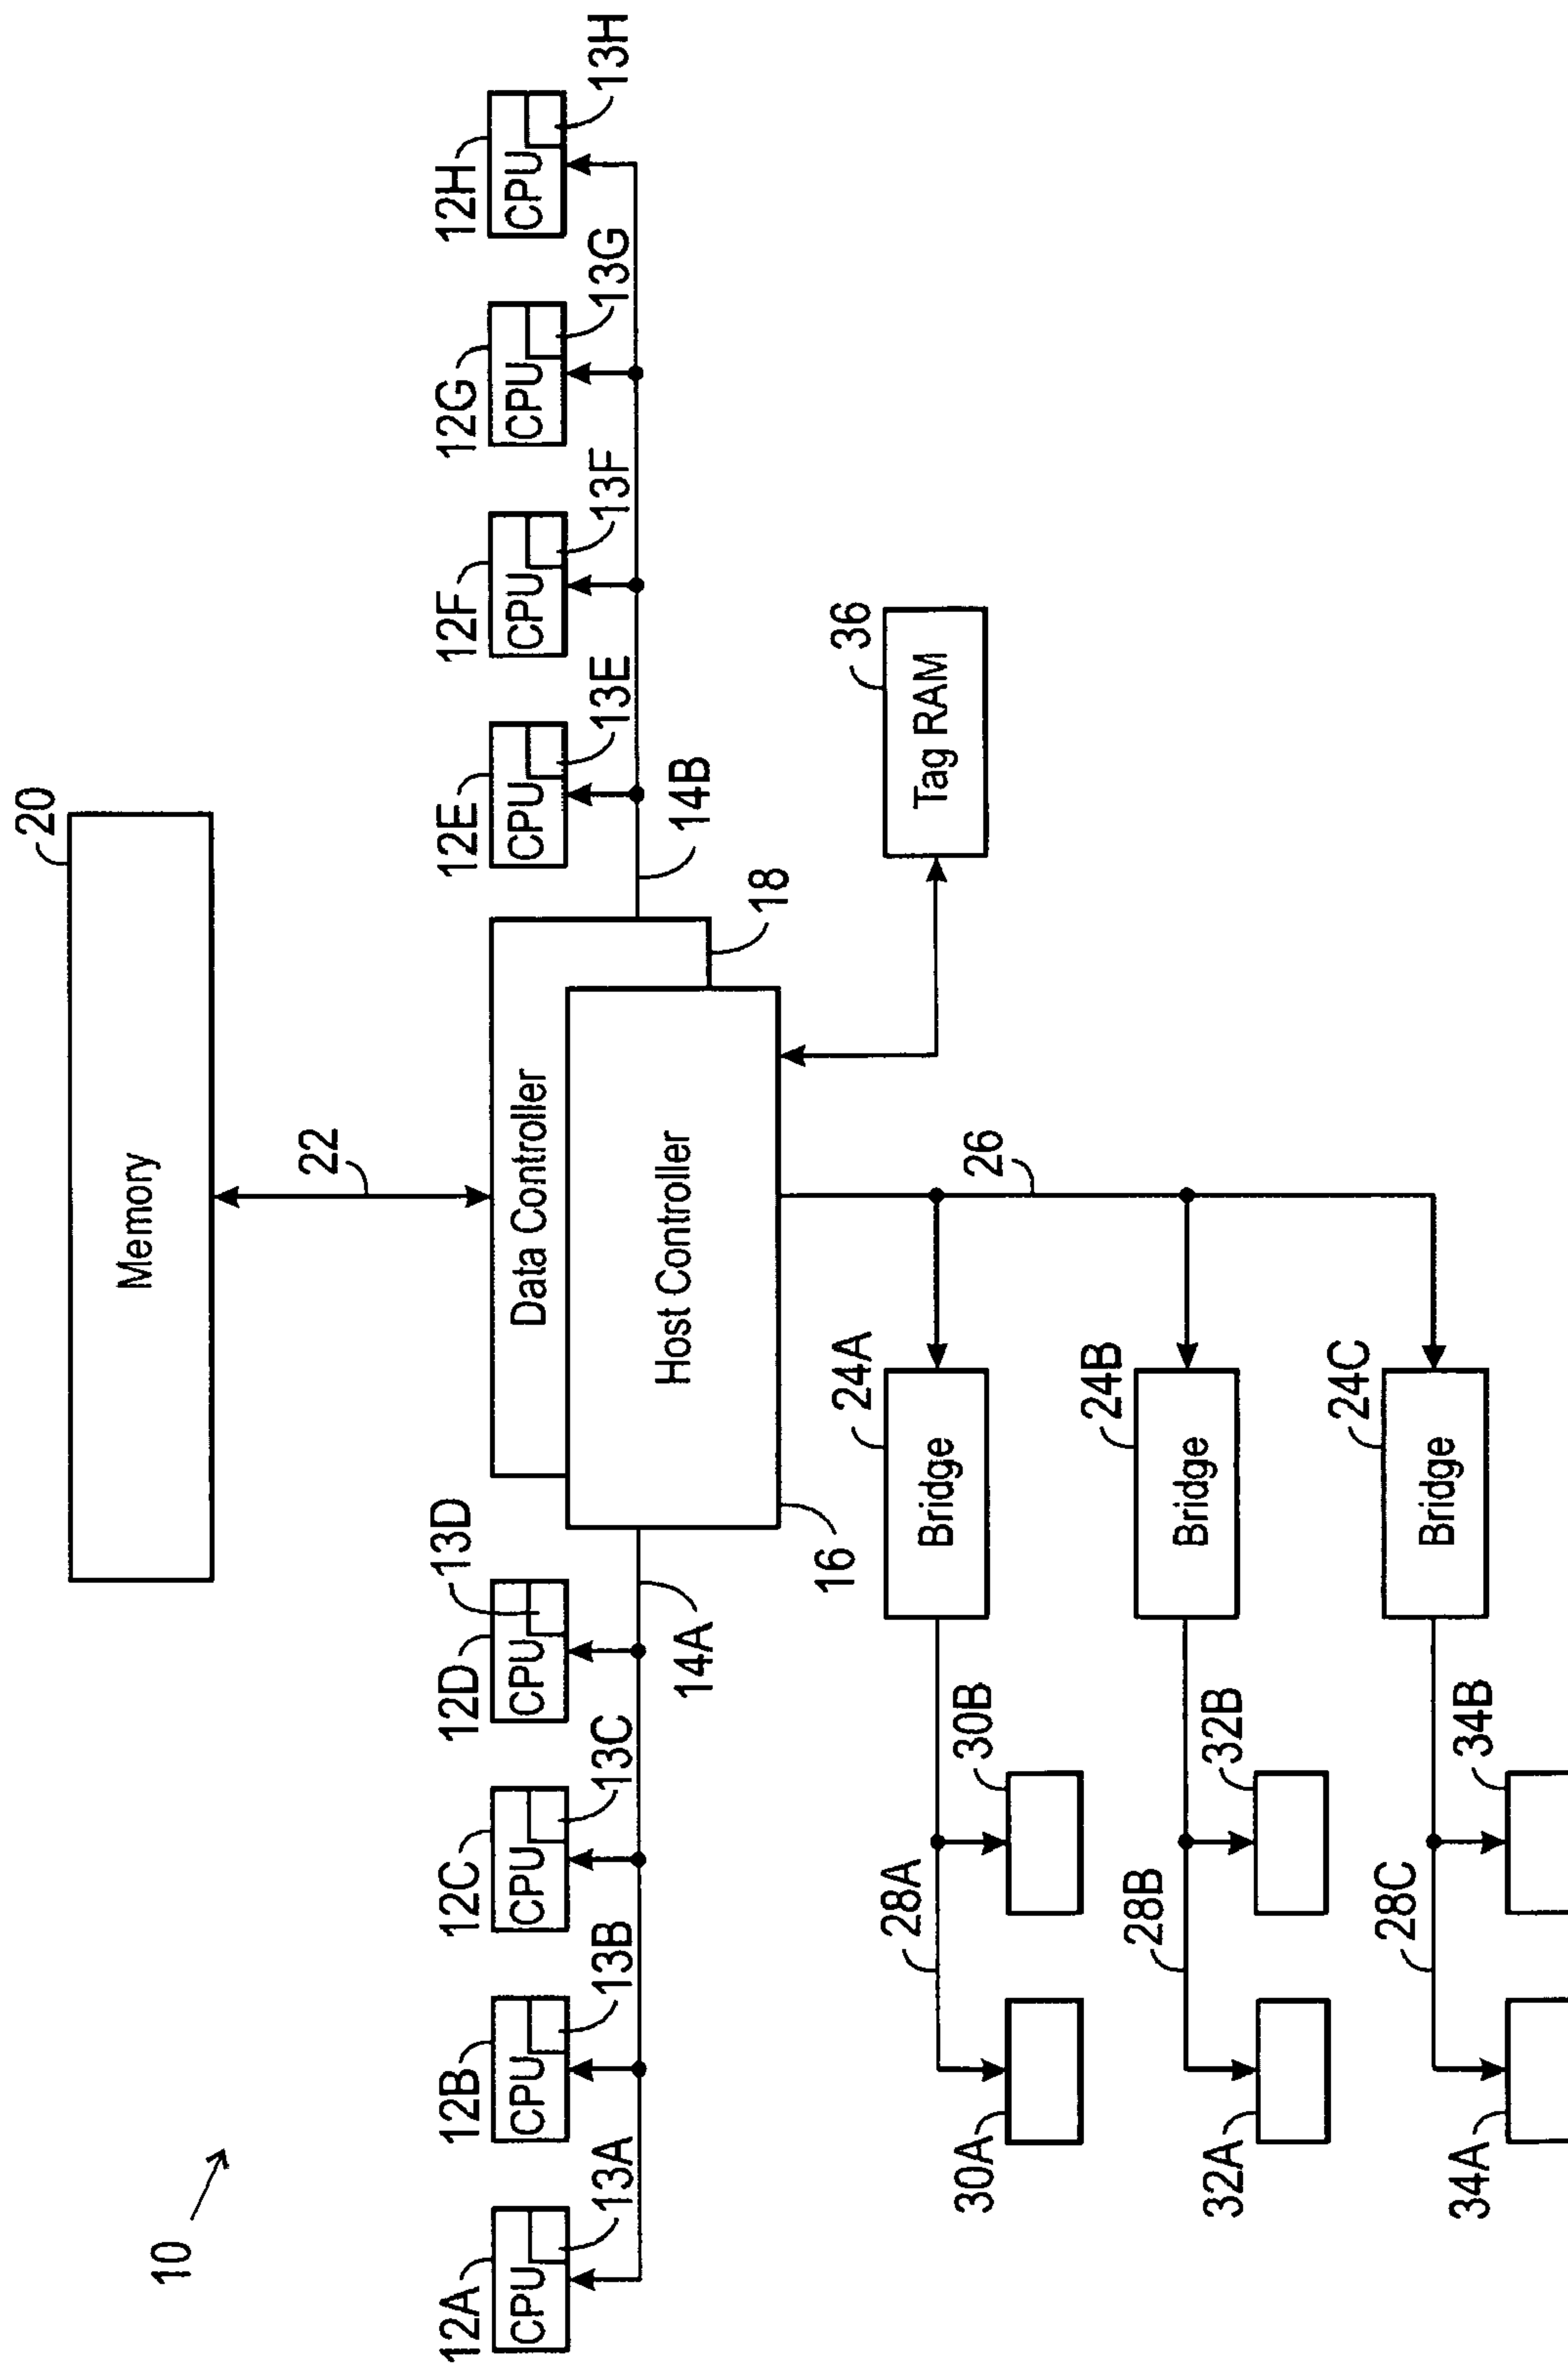 10
20
Memory
22
12A
CPU
13A
12B
CPU
13B
12C
CPU
13C
12D
CPU
13D
12E
CPU
13E
12F
CPU
13F
12G
CPU
13G
12H
CPU
13H
14A
14B
Data Controller
18
Host Controller
16
26
36
Tag RAM
24A
Bridge
28A
30A
30B
24B
Bridge
28B
32A
32B
24C
Bridge
28C
34A
34B